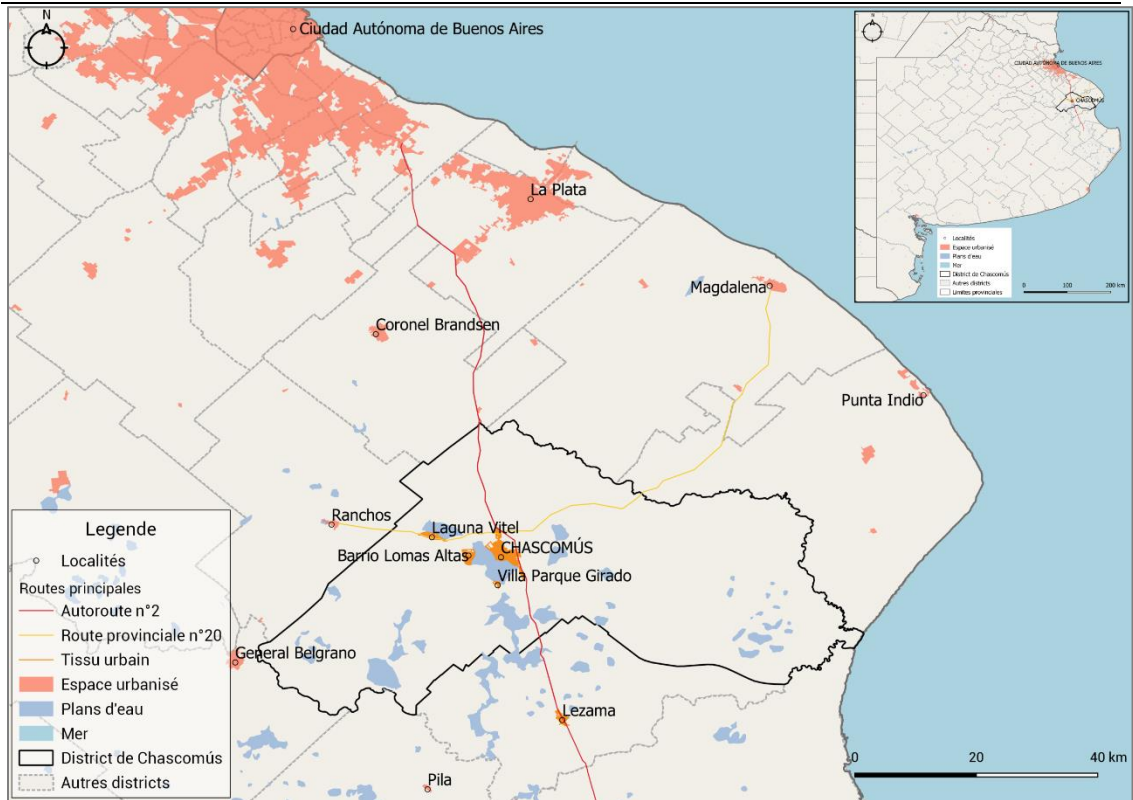 N
A
Ciudad Autónoma de Buenos Aires
La Plata
Magdalena
Coronel Brandsen
Punta Indio
Ranchos
Laguna Vitel
Barrio Lomas Altas
CHASCOMÚS
Villa Parque Girado
General Belgrano
Lezama
Pila
Legende
Localités
Routes principales
Autoroute n°2
Route provinciale n°20
Tissu urbain
Espace urbanisé
Plans d'eau
Mer
District de Chascomús
Autres districts
0 20 40 km
N
A
CIUDAD AUTÓNOMA DE BUENOS AIRES
CHASCOMÚS
Localités
Espace urbanisé
Plans d'eau
Mer
District de Chascomús
Autres districts
Limites provinciales
0 100 200 km